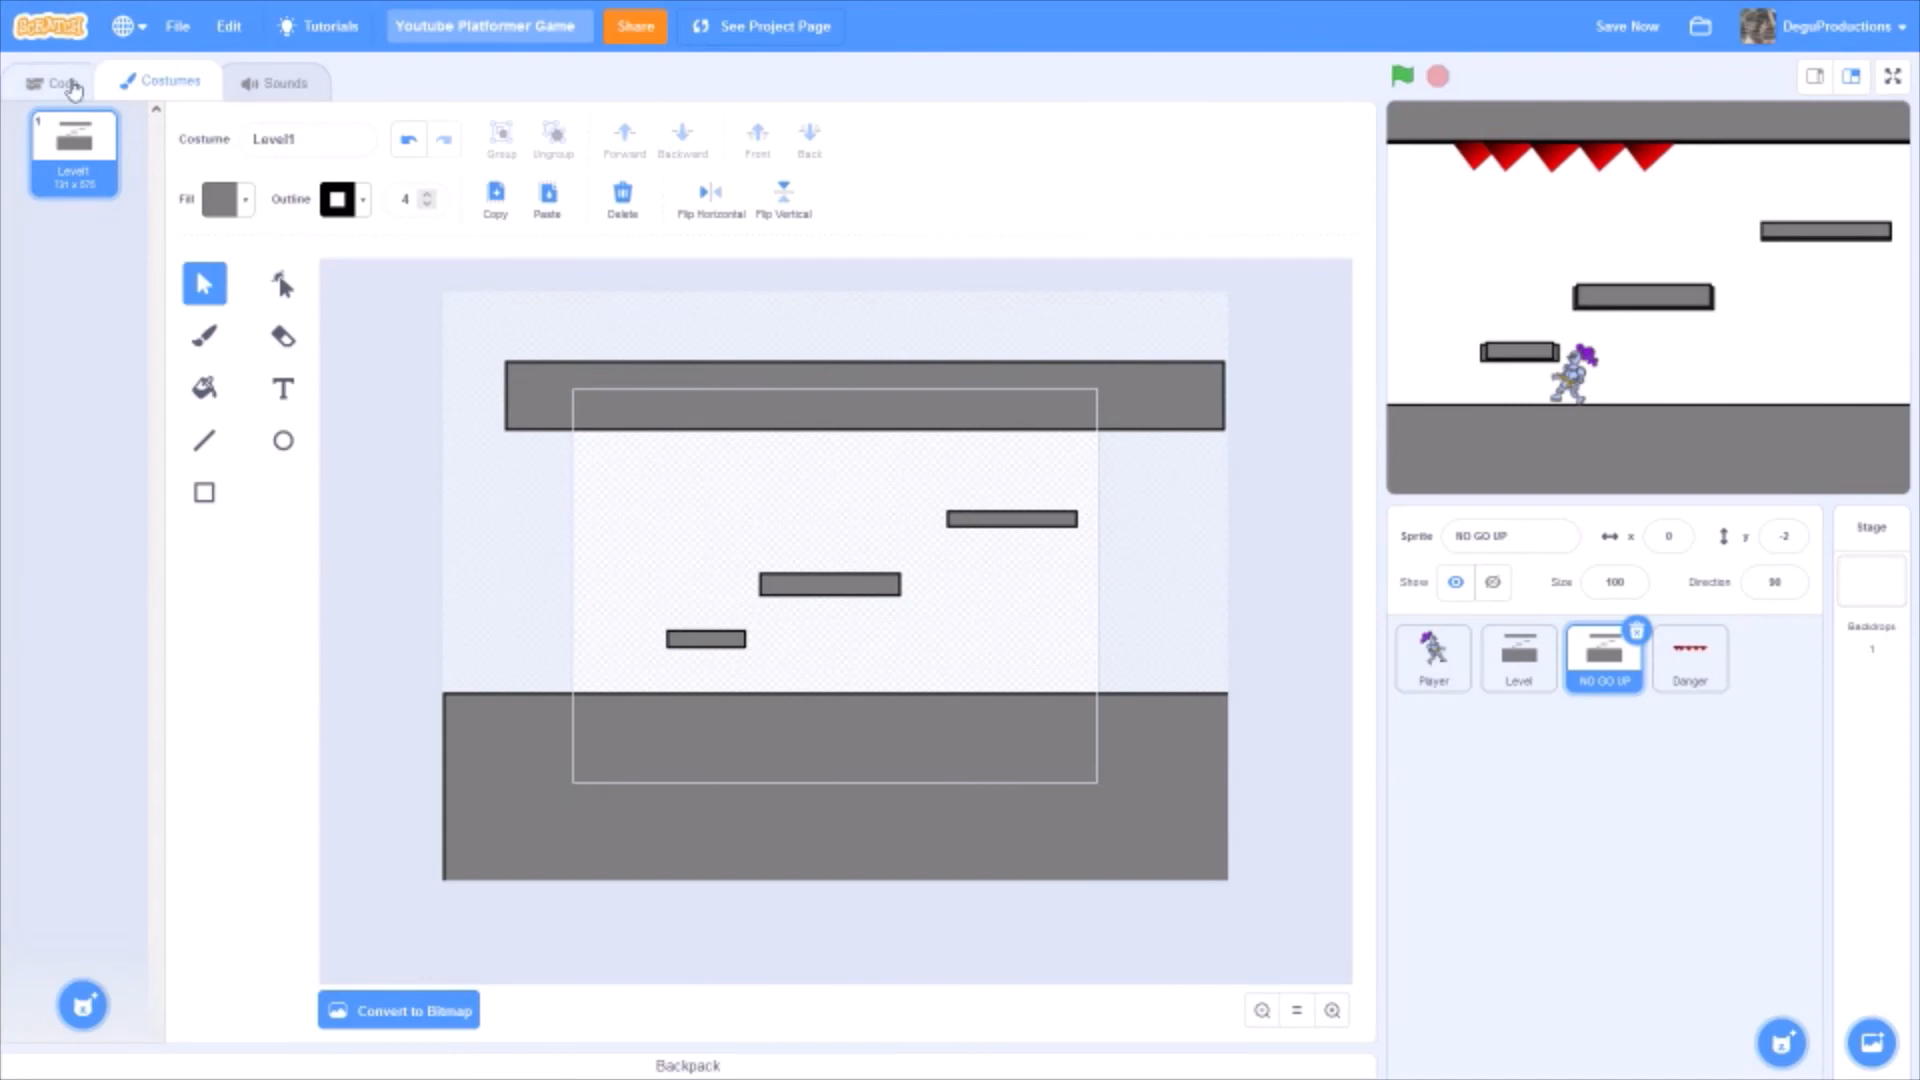 SCRATCH
File
Edit
Tutorials
Youtube Platformer Game
Share
See Project Page
Save Now
DeguProductions
Costumes
Sounds
1
Level1
731 x 575
Costume
Level1
Group
Ungroup
Forward
Backward
Front
Back
Fill
Outline
4
Copy
Paste
Delete
Flip Horizontal
Flip Vertical
T
Convert to Bitmap
Backpack
Sprite
NO GO UP
x
0
y
-2
Show
Size
100
Direction
90
Player
Level
NO GO UP
Danger
Stage
Backdrops
1